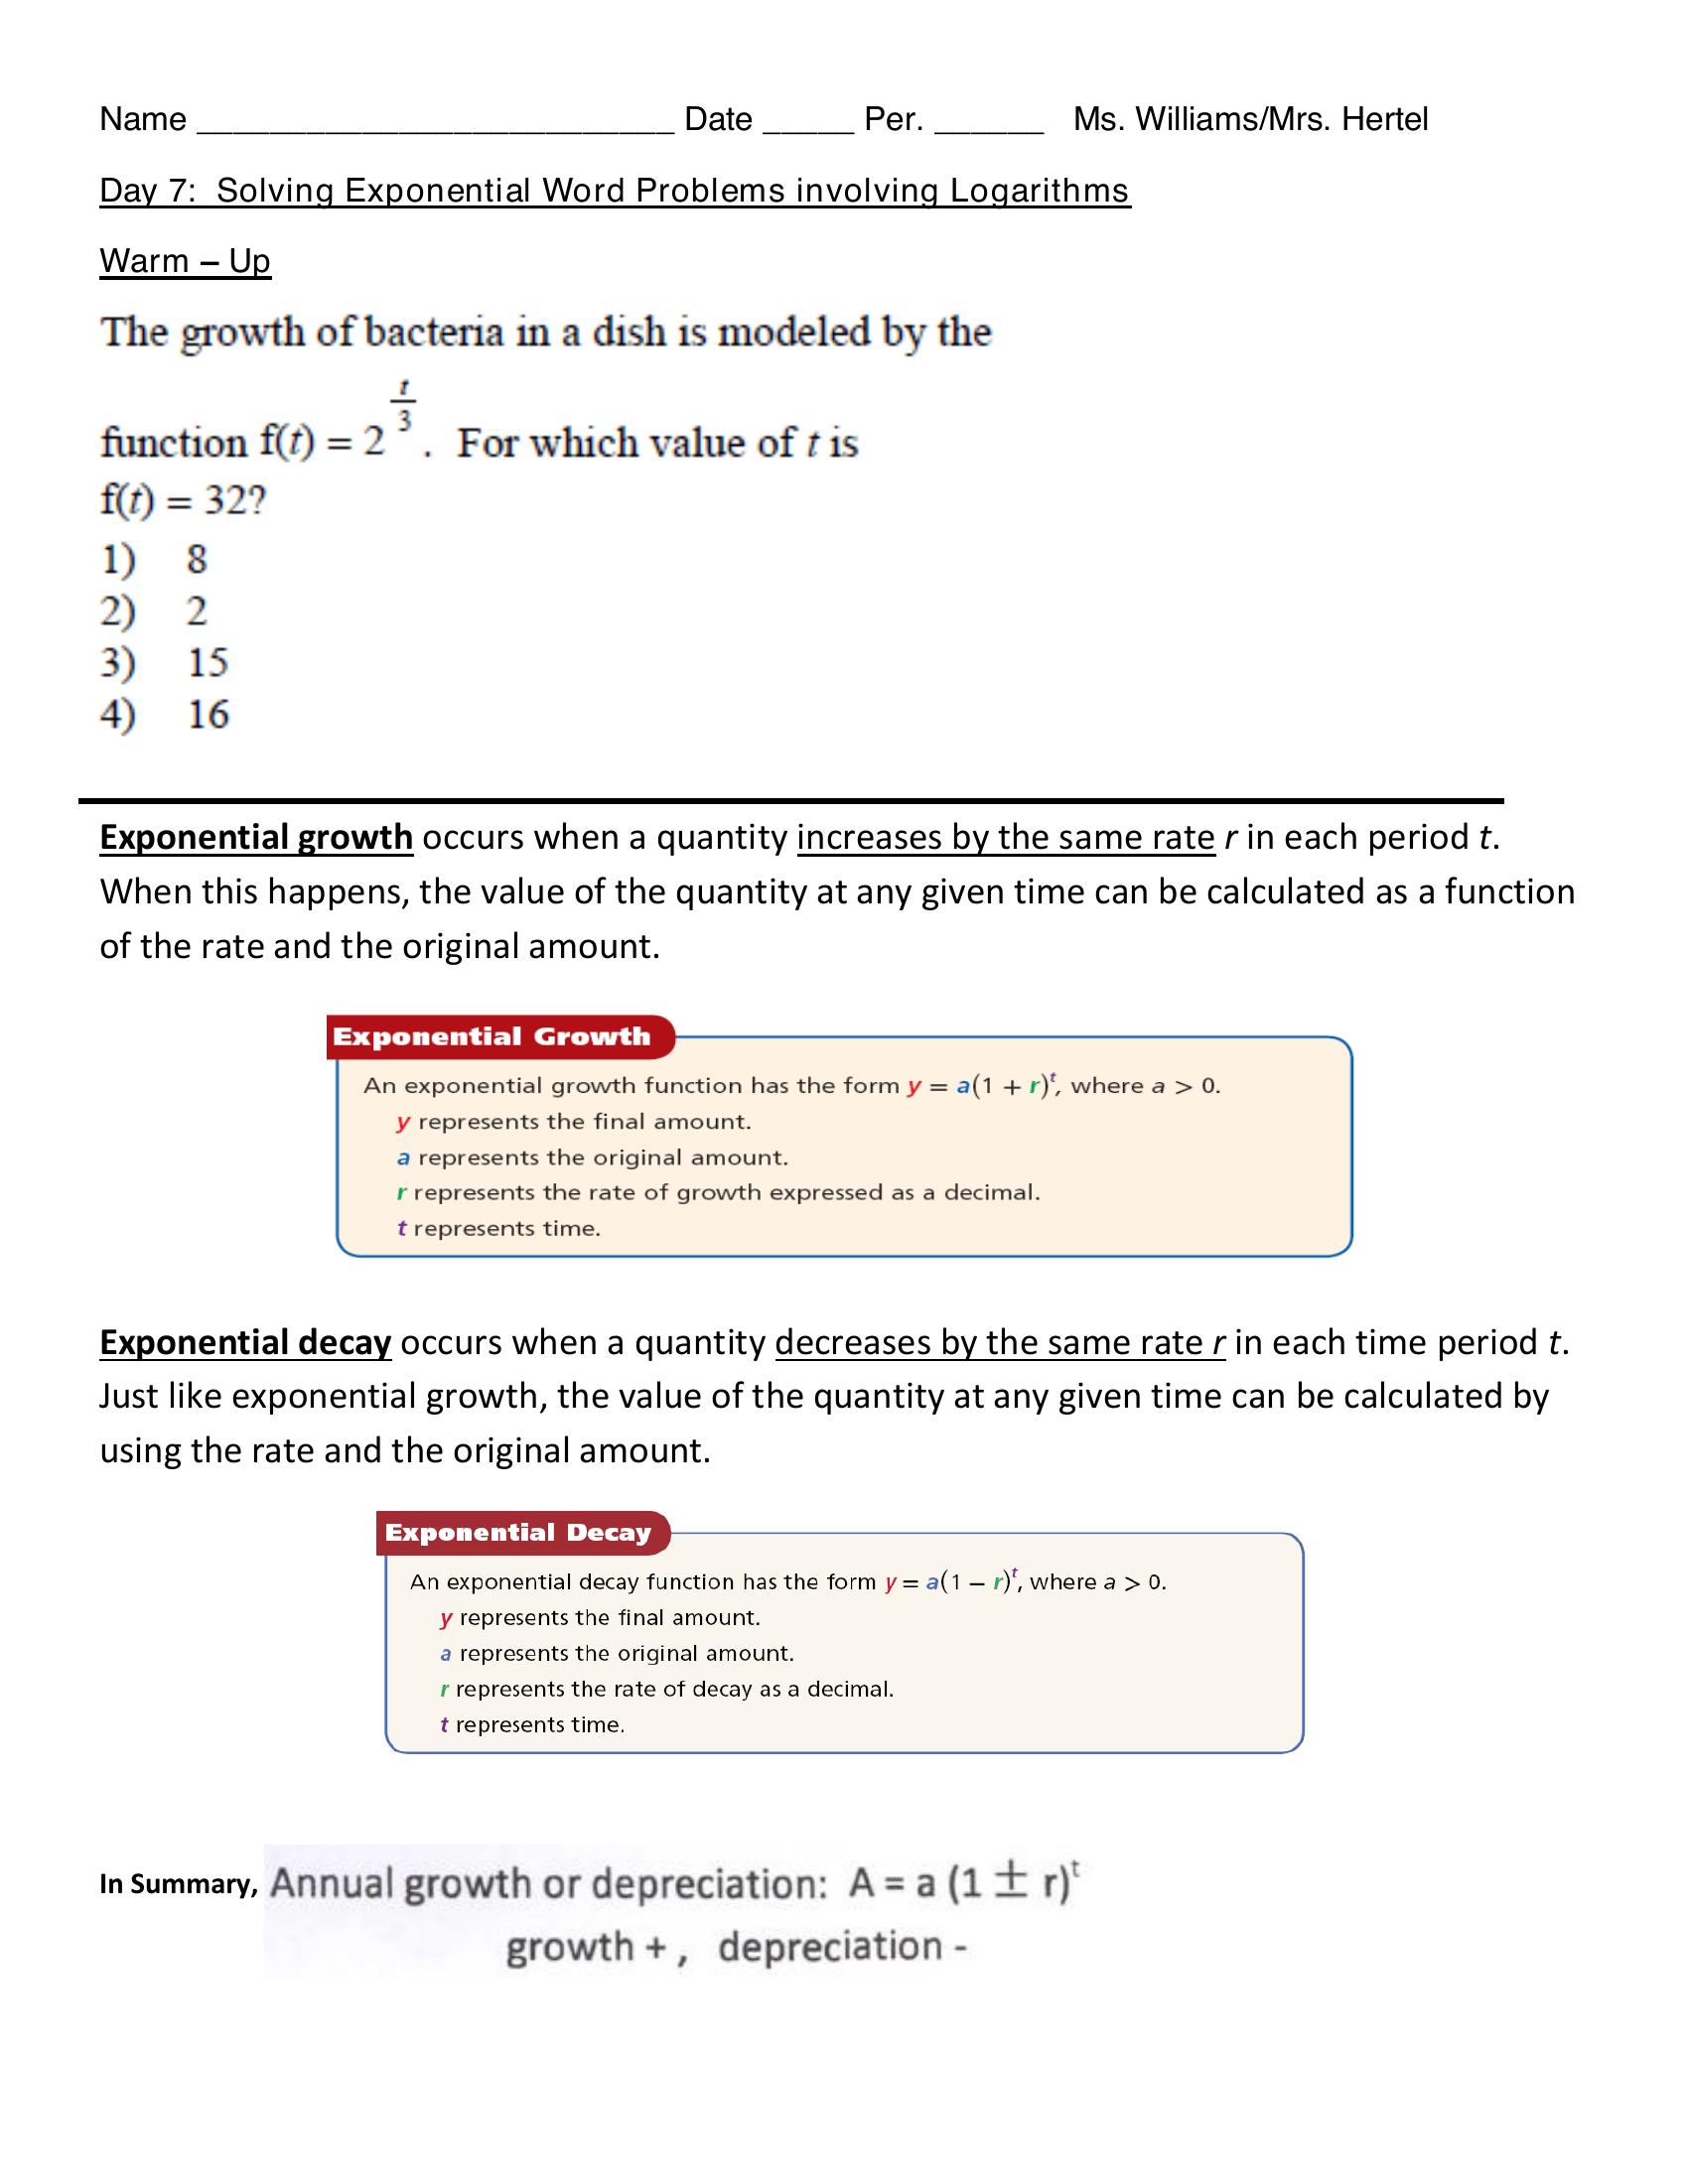 Name __________________________ Date _____ Per. ______ Ms. Williams/Mrs. Hertel
Day 7: Solving Exponential Word Problems involving Logarithms
Warm – Up
The growth of bacteria in a dish is modeled by the
function f(t) = 2^(t/3). For which value of t is
f(t) = 32?
1) 8
2) 2
3) 15
4) 16
Exponential growth occurs when a quantity increases by the same rate r in each period t.
When this happens, the value of the quantity at any given time can be calculated as a function
of the rate and the original amount.
Exponential Growth
An exponential growth function has the form y = a(1 + r)^t, where a > 0.
y represents the final amount.
a represents the original amount.
r represents the rate of growth expressed as a decimal.
t represents time.
Exponential decay occurs when a quantity decreases by the same rate r in each time period t.
Just like exponential growth, the value of the quantity at any given time can be calculated by
using the rate and the original amount.
Exponential Decay
An exponential decay function has the form y = a(1 – r)^t, where a > 0.
y represents the final amount.
a represents the original amount.
r represents the rate of decay as a decimal.
t represents time.
In Summary, Annual growth or depreciation: A = a (1 ± r)^t
growth + , depreciation -